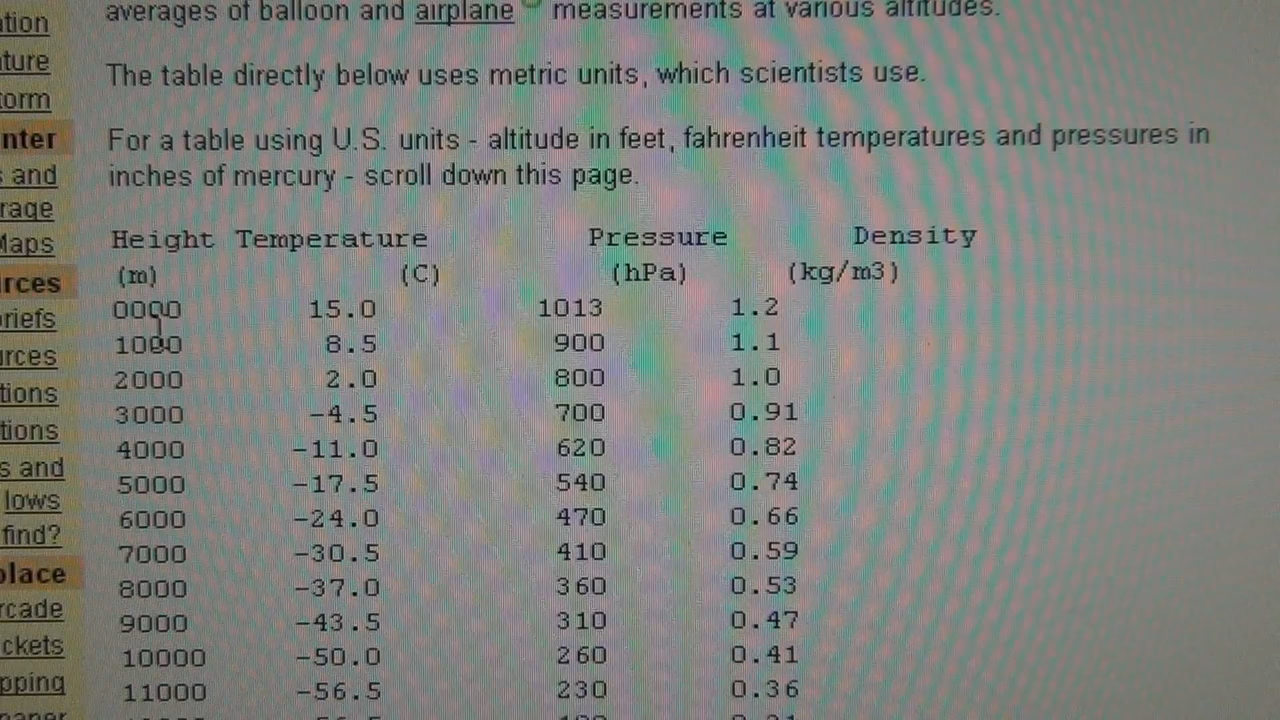 averages of balloon and airplane measurements at various altitudes.
The table directly below uses metric units, which scientists use.
For a table using U.S. units - altitude in feet, fahrenheit temperatures and pressures in
inches of mercury - scroll down this page.
Height Temperature Pressure Density
(m) (C) (hPa) (kg/m3)
0000 15.0 1013 1.2
1000 8.5 900 1.1
2000 2.0 800 1.0
3000 -4.5 700 0.91
4000 -11.0 620 0.82
5000 -17.5 540 0.74
6000 -24.0 470 0.66
7000 -30.5 410 0.59
8000 -37.0 360 0.53
9000 -43.5 310 0.47
10000 -50.0 260 0.41
11000 -56.5 230 0.36
and
and
lows
find?